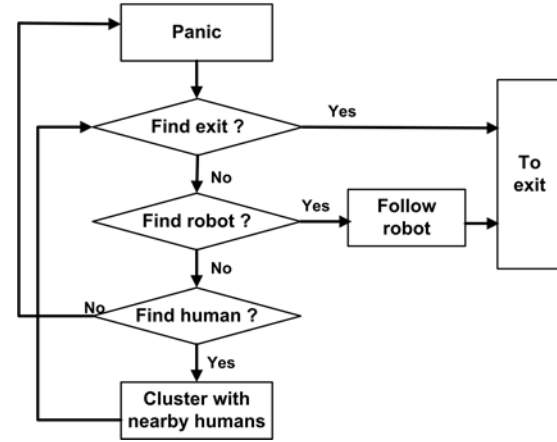 Panic
Find exit ?
Yes
To
exit
No
Find robot ?
Yes
Follow
robot
No
No
Find human ?
Yes
Cluster with
nearby humans